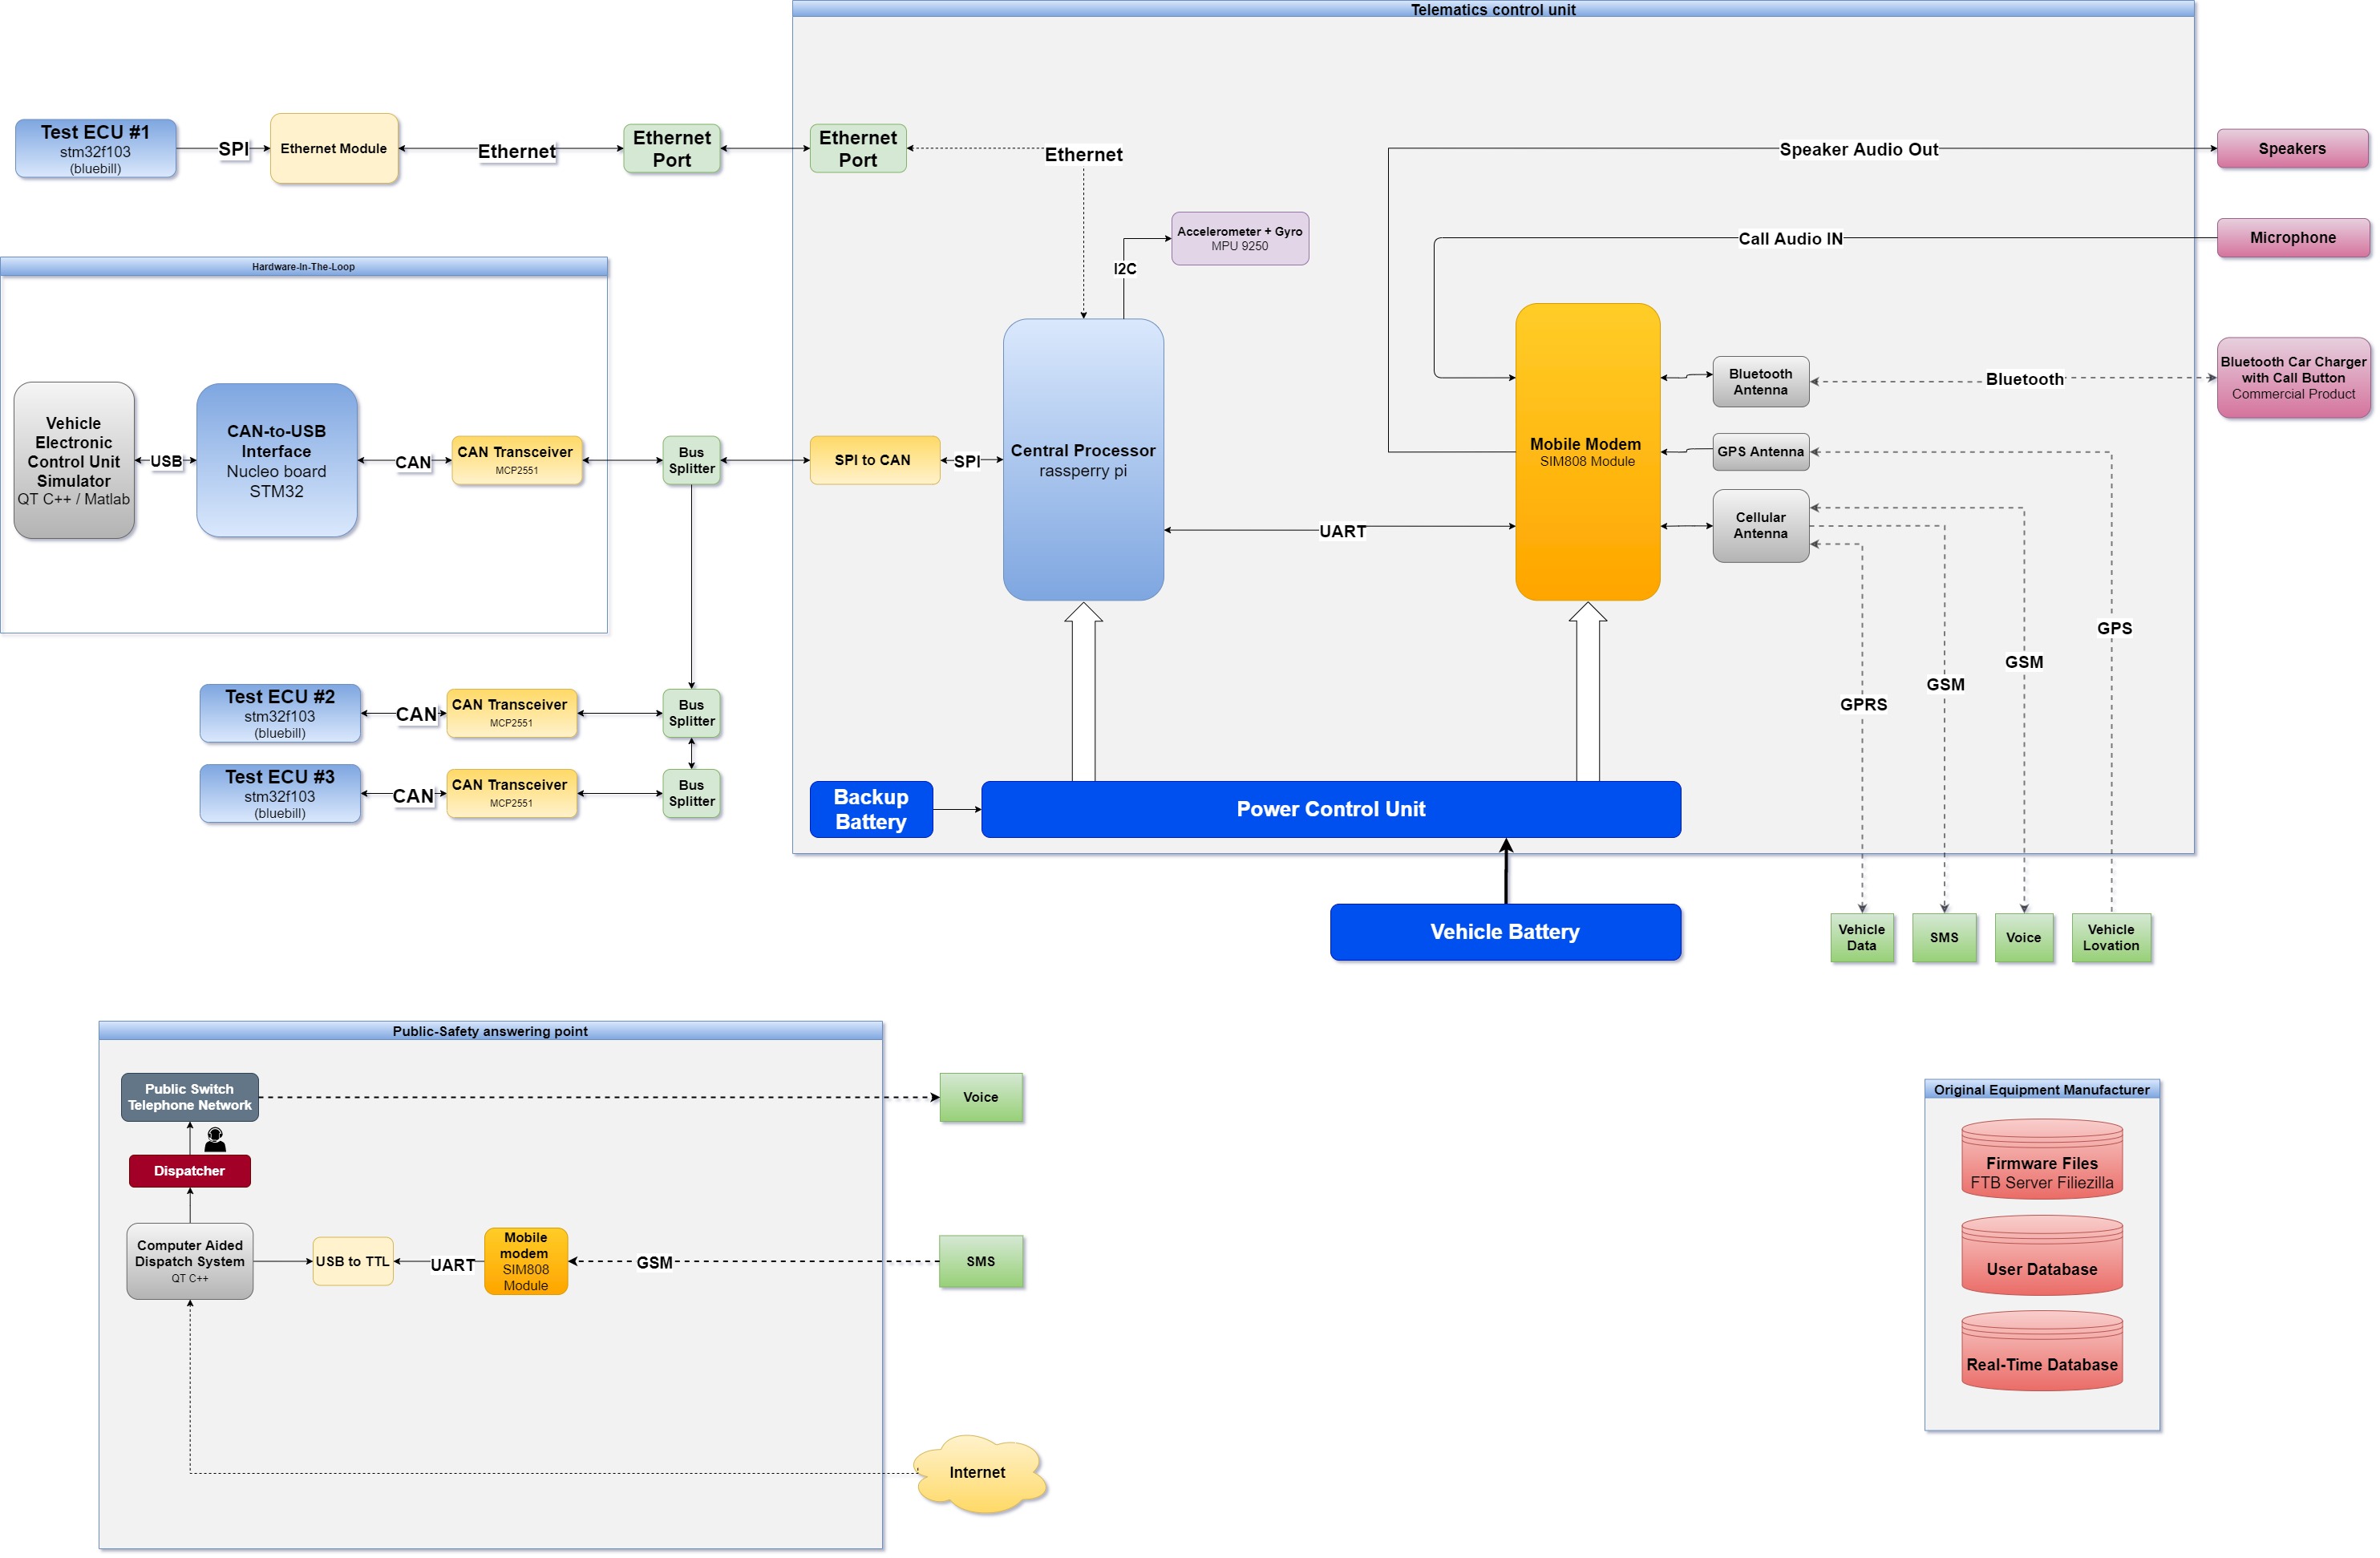 Telematics control unit
Test ECU #1
stm32f103
(bluebill)
SPI
Ethernet Module
Ethernet
Ethernet
Port
Ethernet
Port
Ethernet
Speaker Audio Out
Speakers
Accelerometer + Gyro
MPU 9250
I2C
Call Audio IN
Microphone
Hardware-In-The-Loop
Vehicle
Electronic
Control Unit
Simulator
QT C++ / Matlab
USB
CAN-to-USB
Interface
Nucleo board
STM32
CAN
CAN Transceiver
MCP2551
Bus
Splitter
SPI to CAN
SPI
Central Processor
rassperry pi
UART
Mobile Modem
SIM808 Module
Bluetooth
Antenna
Bluetooth
Bluetooth Car Charger
with Call Button
Commercial Product
GPS Antenna
Cellular
Antenna
GPS
GSM
GSM
GPRS
Test ECU #2
stm32f103
(bluebill)
CAN
CAN Transceiver
MCP2551
Bus
Splitter
Test ECU #3
stm32f103
(bluebill)
CAN
CAN Transceiver
MCP2551
Bus
Splitter
Backup
Battery
Power Control Unit
Vehicle Battery
Vehicle
Data
SMS
Voice
Vehicle
Lovation
Public-Safety answering point
Public Switch
Telephone Network
Voice
Dispatcher
Computer Aided
Dispatch System
QT C++
USB to TTL
UART
Mobile
modem
SIM808
Module
GSM
SMS
Internet
Original Equipment Manufacturer
Firmware Files
FTB Server Filiezilla
User Database
Real-Time Database